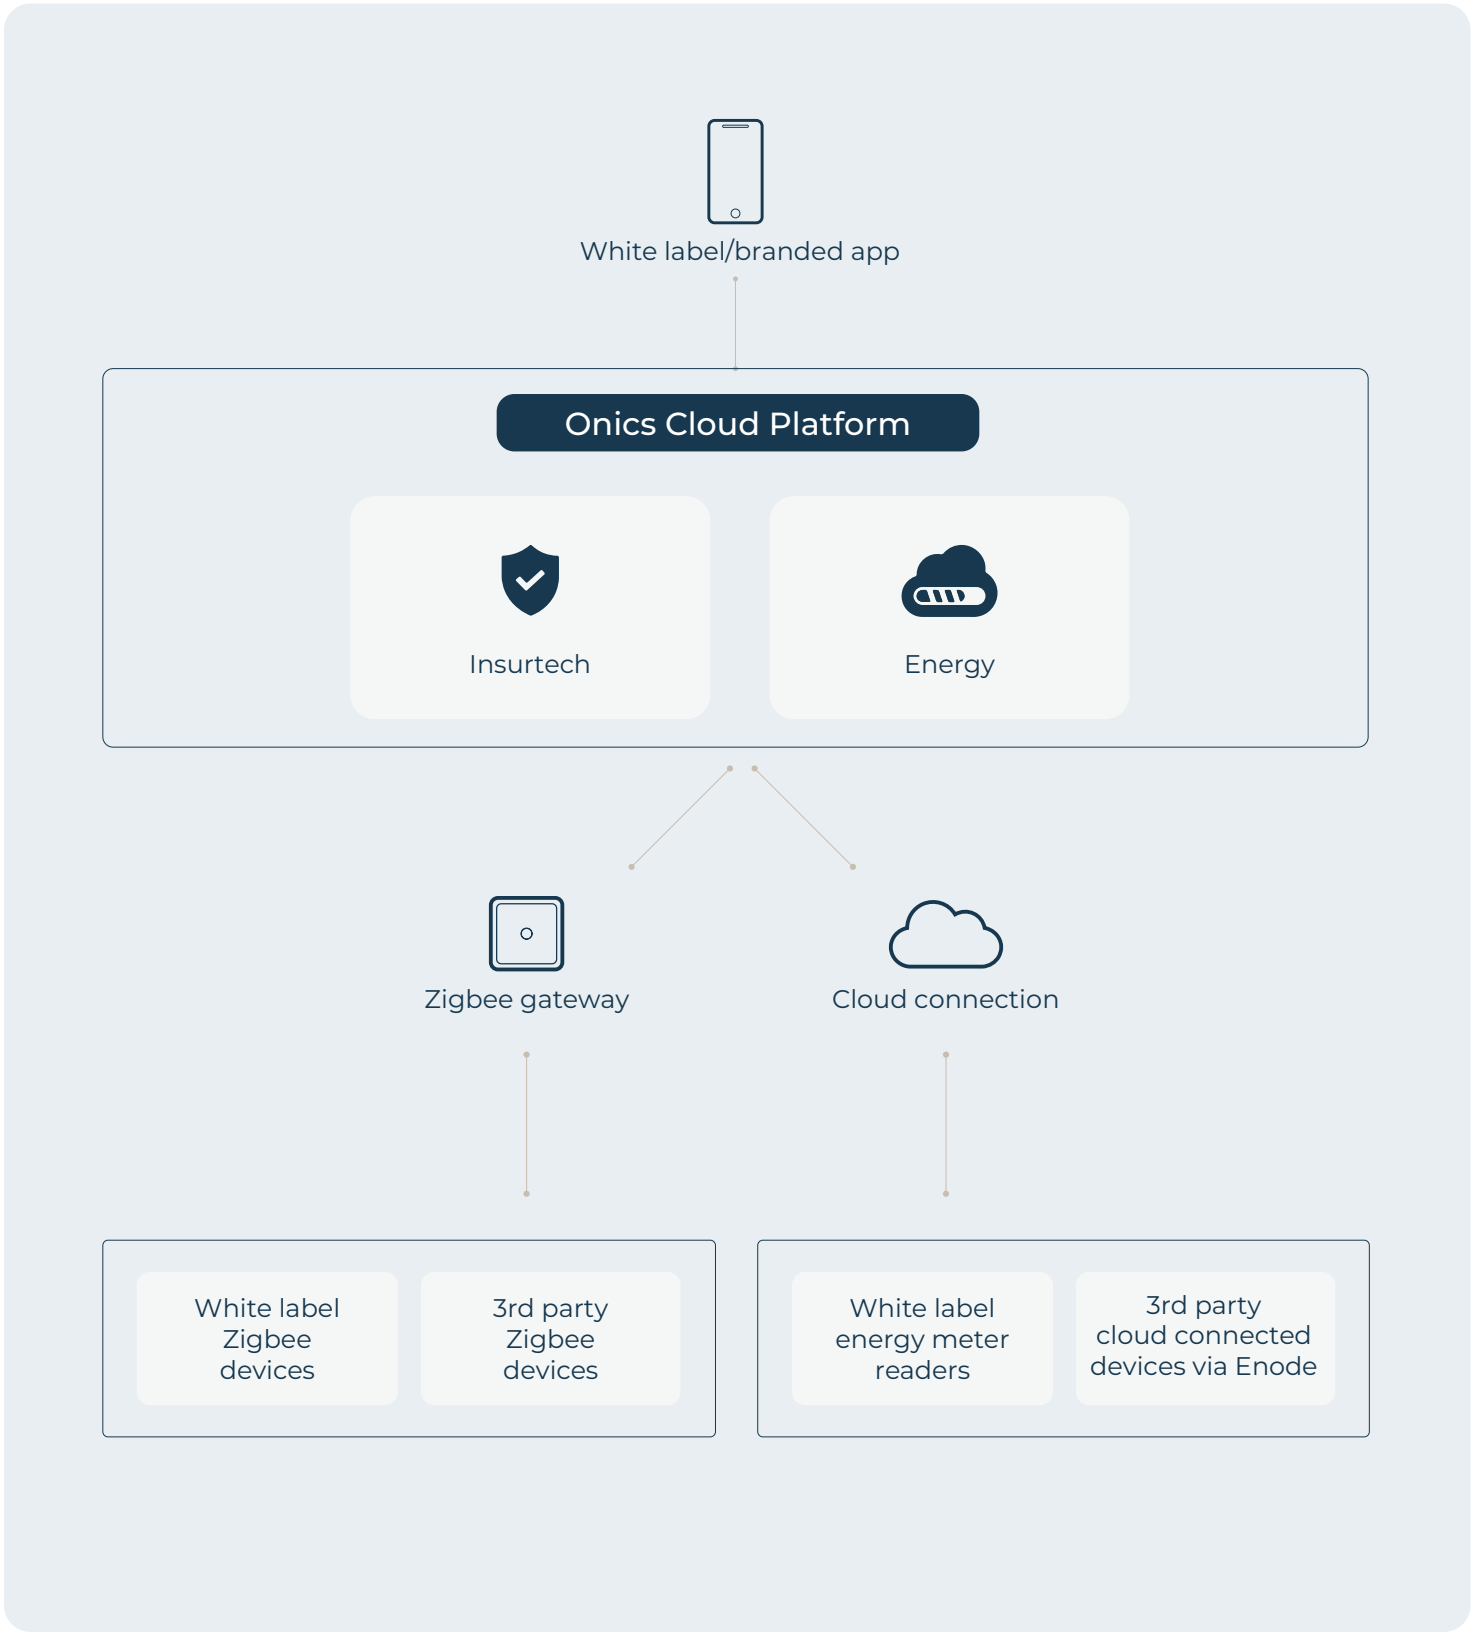 White label/branded app
Onics Cloud Platform
Insurtech
Energy
Zigbee gateway
Cloud connection
White label
Zigbee
devices
3rd party
Zigbee
devices
White label
energy meter
readers
3rd party
cloud connected
devices via Enode